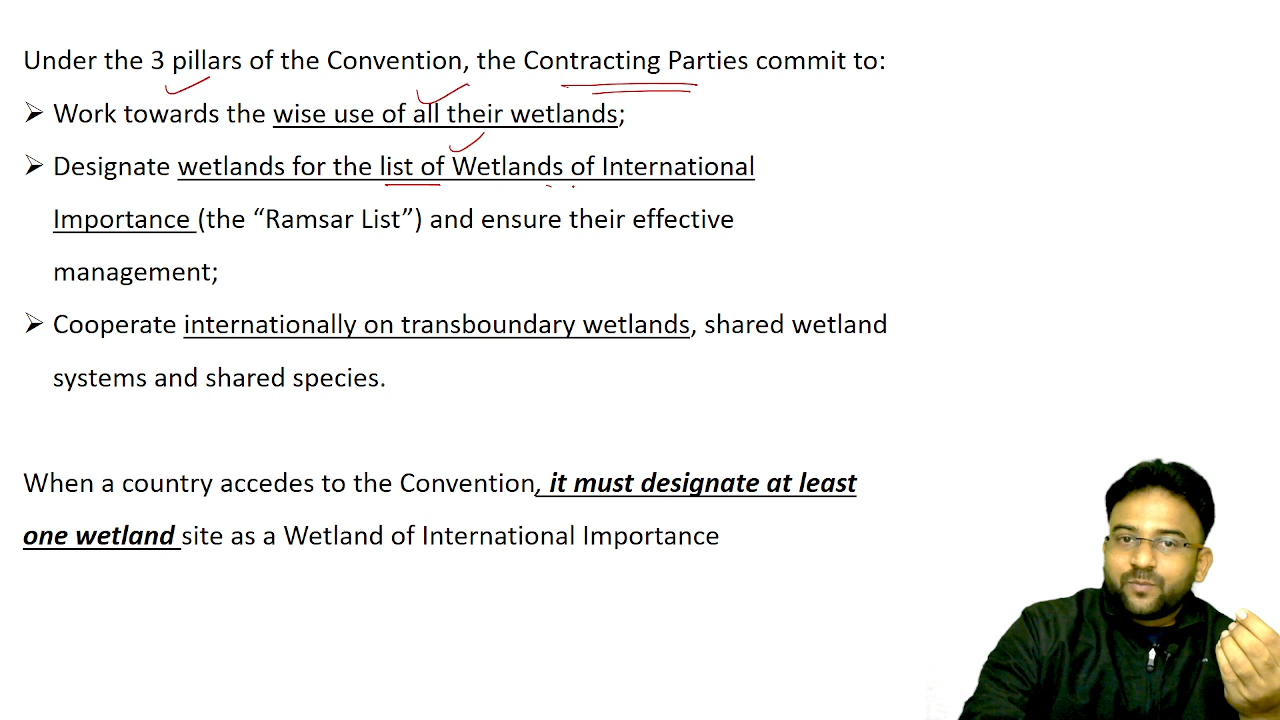 Under the 3 pillars of the Convention, the Contracting Parties commit to:
➢ Work towards the wise use of all their wetlands;
➢ Designate wetlands for the list of Wetlands of International
Importance (the “Ramsar List”) and ensure their effective
management;
➢ Cooperate internationally on transboundary wetlands, shared wetland
systems and shared species.
When a country accedes to the Convention, it must designate at least
one wetland site as a Wetland of International Importance